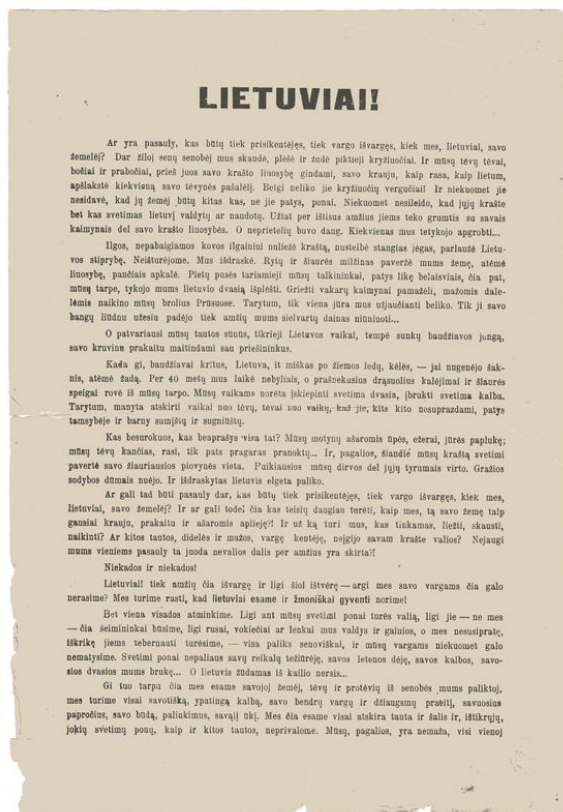 LIETUVIAI!
Ar yra pasauly, kas būtų tiek prisikentėjęs, tiek vargo išvargęs, kiek mes, lietuviai, savo
žemelėj? Dar žiloj senų senobėj mus skaudė, plėšė ir žudė piktieji kryžiuočiai. Ir mūsų tėvų tėvai,
bočiai ir prabočiai, prieš juos savo krašto liuosybę gindami, savo krauju, kaip rasa, kaip lietum,
apšlakstė kiekvieną savo tėvynės pašalėlį. Betgi neliko jie kryžiuočių vergučiai! Ir niekuomet jie
nesidavė, kad jų žemėj būtų kitas kas, ne jie patys, ponai. Niekuomet nesileido, kad jųjų krašte
bet kas svetimas lietuvį valdytų ar naudotų. Užtat per ištisus amžius jiems teko grumtis su savais
kaimynais dėl savo krašto liuosybės. O neprietelių buvo daug. Kiekvienas mus tetykojo apgrobti...
Ilgos, nepabaigiamos kovos ilgainiui nuliežė kraštą, nustelbė stangias jėgas, parlaužė Lietu-
vos stiprybę. Neišturėjome. Mus išdraskė. Rytų ir šiaurės milžinas paveržė mums žemę, atėmė
liuosybę, pančiais apkalė. Pietų pusės tariamieji mūsų talkininkai, patys likę belaisviais, čia pat,
mūsų tarpe, tykojo mums lietuvio dvasią išplėšti. Griežti vakarų kaimynai pamažėli, mažomis dale-
lėmis naikino mūsų brolius Prūsuose. Tarytum, tik viena jūra mus užjaučianti beliko. Tik ji savo
bangų liūdnu užesiu padėjo tiek amžių mums sielvartų dainas niūniuoti...
O patvariausi mūsų tautos sūnūs, tikrieji Lietuvos vaikai, tempė sunkų baudžiavos jungą,
savo kruvinu prakaitu maitindami sau priešininkus.
Kada gi, baudžiavai kritus, Lietuva, it miškas po žiemos ledų, kėlės, — jai nugenėjo šak-
nis, atėmė žadą. Per 40 metų mus laikė nebyliais, o prašnekusius drąsuolius kalėjimai ir šiaurės
speigai rovė iš mūsų tarpo. Mūsų vaikams norėta įskiepinti svetima dvasia, įbrukti svetima kalba.
Tarytum, manyta atskirti vaikai nuo tėvų, tėvai nuo vaikų, kad jie, kits kito nesuprazdami, patys
tamsybėje ir barny sumjšių ir sugniūštų.
Kas besurokuos, kas beaprašys visa tat? Mūsų motynų ašaromis ūpės, ežerai, jūrės paplukę;
mūsų tėvų kančias, rasi, tik pats pragaras pranoktų... Ir, pagalios, šiandie mūsų kraštą svetimi
pavertė savo žiauriausios piovynės vieta. Puikiausios mūsų dirvos dėl jųjų tyrumais virto. Gražios
sodybos dūmais nuėjo. Ir išdraskytas lietuvis elgeta paliko.
Ar gali tad būti pasauly dar, kas būtų tiek prisikentėjęs, tiek vargo išvargęs, kiek mes,
lietuviai, savo žemelėj? Ir ar gali todėl čia kas teisių daugiau turėti, kaip mes, tą savo žemę taip
gausiai krauju, prakaitu ir ašaromis aplieję?! Ir už ką turi mus, kas tinkamas, liežti, skausti,
naikinti? Ar kitos tautos, didelės ir mažos, vargę kentėję, neįgijo savam krašte valios? Nejaugi
mums vieniems pasauly ta juoda nevalios dalis per amžius yra skirta?!
Niekados ir niekados!
Lietuviai! tiek amžių čia išvargę ir ligi šiol ištvėrę — argi mes savo vargams čia galo
nerasime? Mes turime rasti, kad lietuviai esame ir žmoniškai gyventi norime!
Bet viena visados atminkime. Ligi ant mūsų svetimi ponai turės valią, ligi jie — ne mes
— čia šeimininkai būsime, ligi rusai, vokiečiai ar lenkai mus valdys ir gainios, o mes nesusipratę,
iškrikę jiems tebernauti turėsime, — visa paliks senoviškai, ir mūsų vargams niekuomet galo
nematysime. Svetimi ponai nepaliaus savų reikalų težiūrėję, savos letenos dėję, savos kalbos, savo-
sios dvasios mums brukę... O lietuvis žūdamas iš kailio nersis...
Gi tuo tarpu čia mes esame savojoj žemėj, tėvų ir protėvių iš senobės mums paliktoj,
mes turime visai savotišką, ypatingą kalbą, savo bendrų vargų ir džiaugsmų praėitį, savuosius
papročius, savo būdą, palinkimus, savąjį ūkį. Mes čia esame visai atskira tauta ir šalis ir, ištikrųjų,
jokių svetimų ponų, kaip ir kitos tautos, neprivalome. Mūsų, pagalios, yra nemaža, visi vienoj